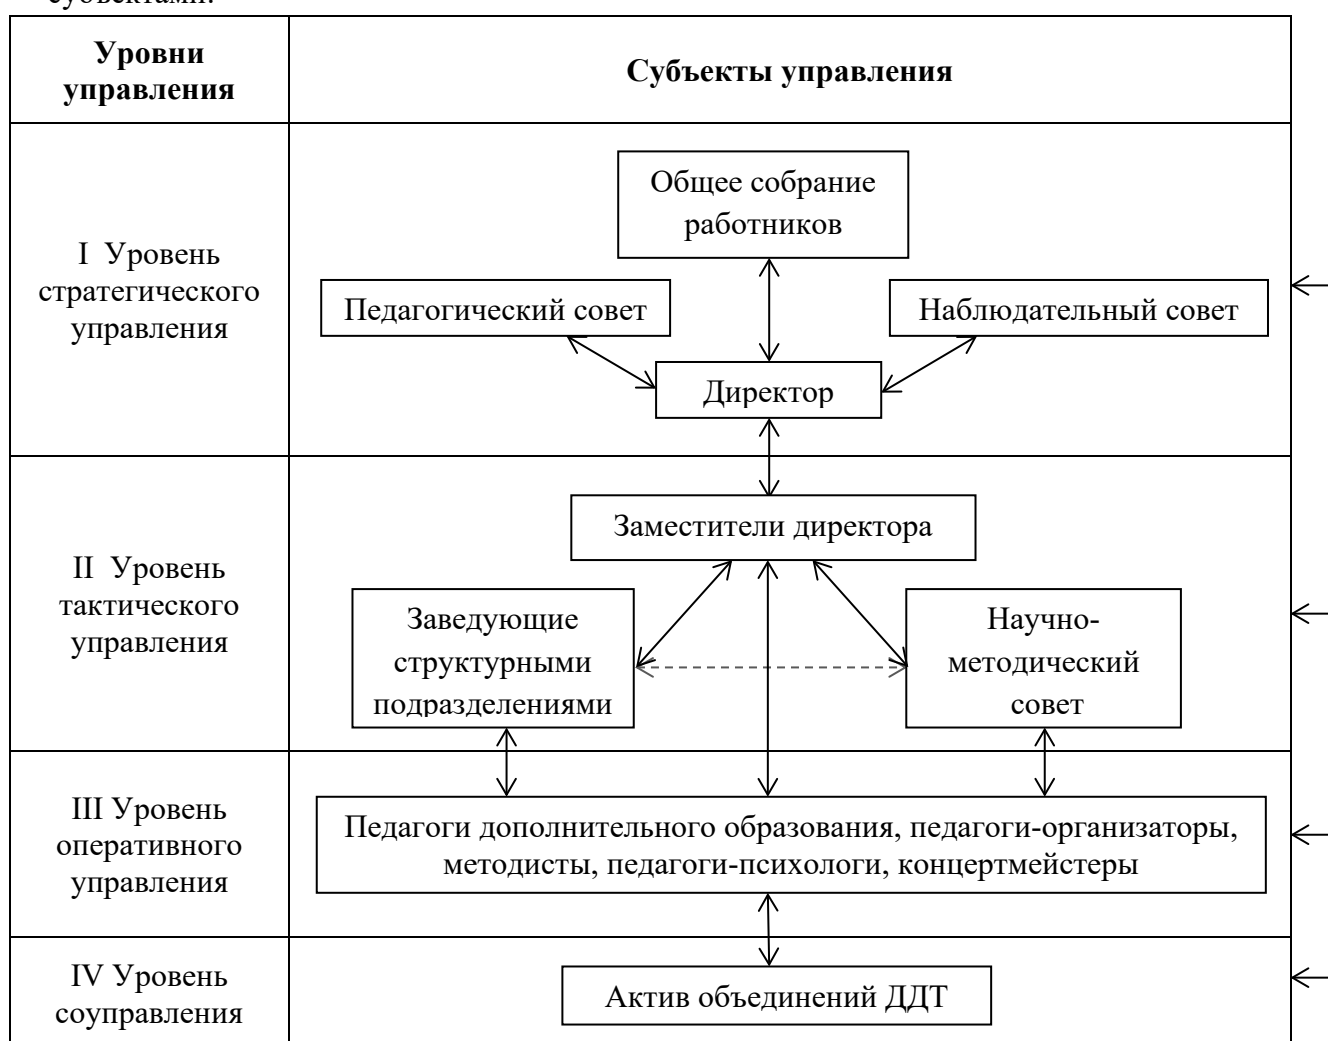 субъектами.
Уровни
управления
Субъекты управления
I Уровень
стратегического
управления
Общее собрание
работников
Педагогический совет
Наблюдательный совет
Директор
II Уровень
тактического
управления
Заместители директора
Заведующие
структурными
подразделениями
Научно-
методический
совет
III Уровень
оперативного
управления
Педагоги дополнительного образования, педагоги-организаторы,
методисты, педагоги-психологи, концертмейстеры
IV Уровень
соуправления
Актив объединений ДДТ